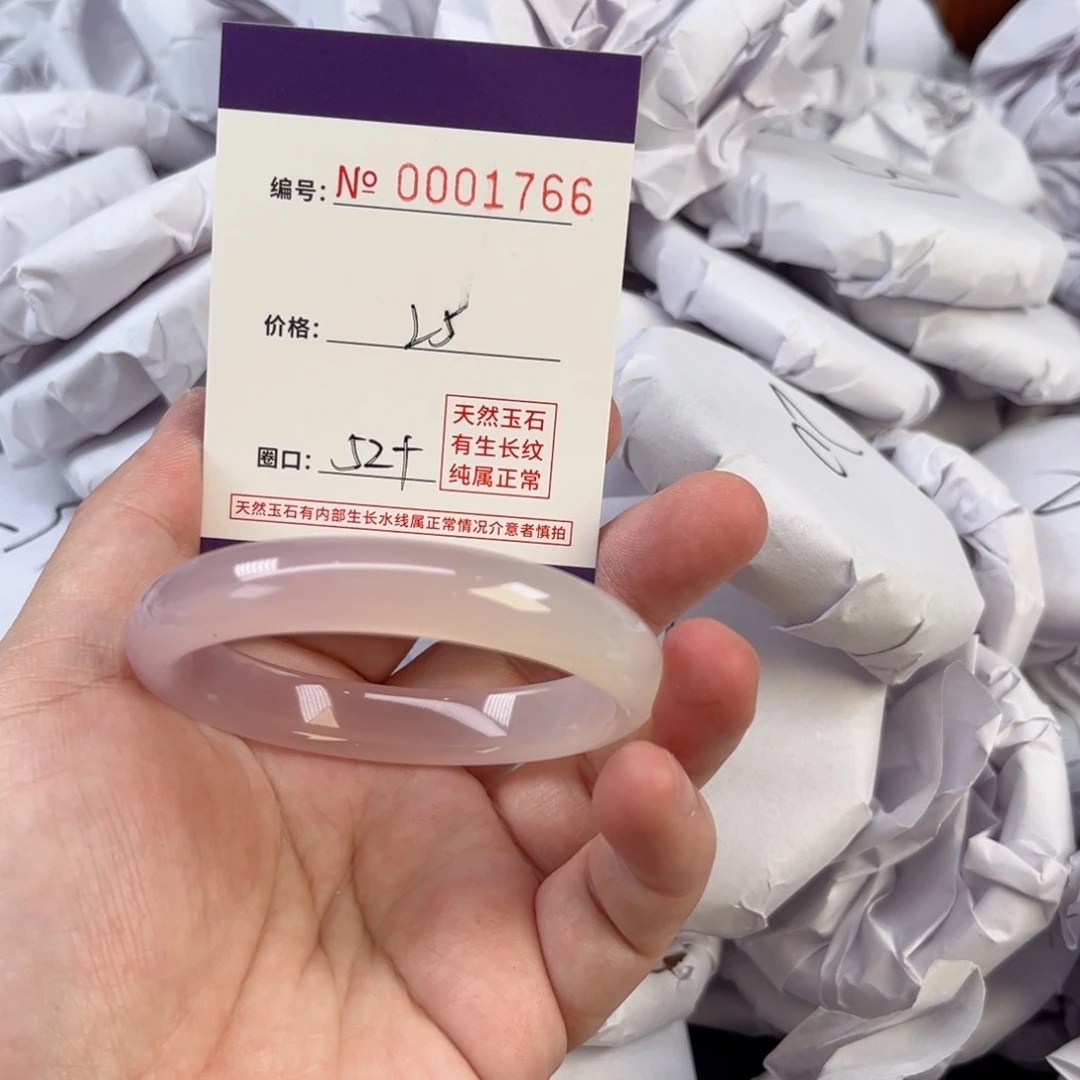 编号: № 0001766
价格: 25
圈口: 52+
天然玉石
有生长纹
纯属正常
天然玉石有内部生长水线属正常情况介意者慎拍